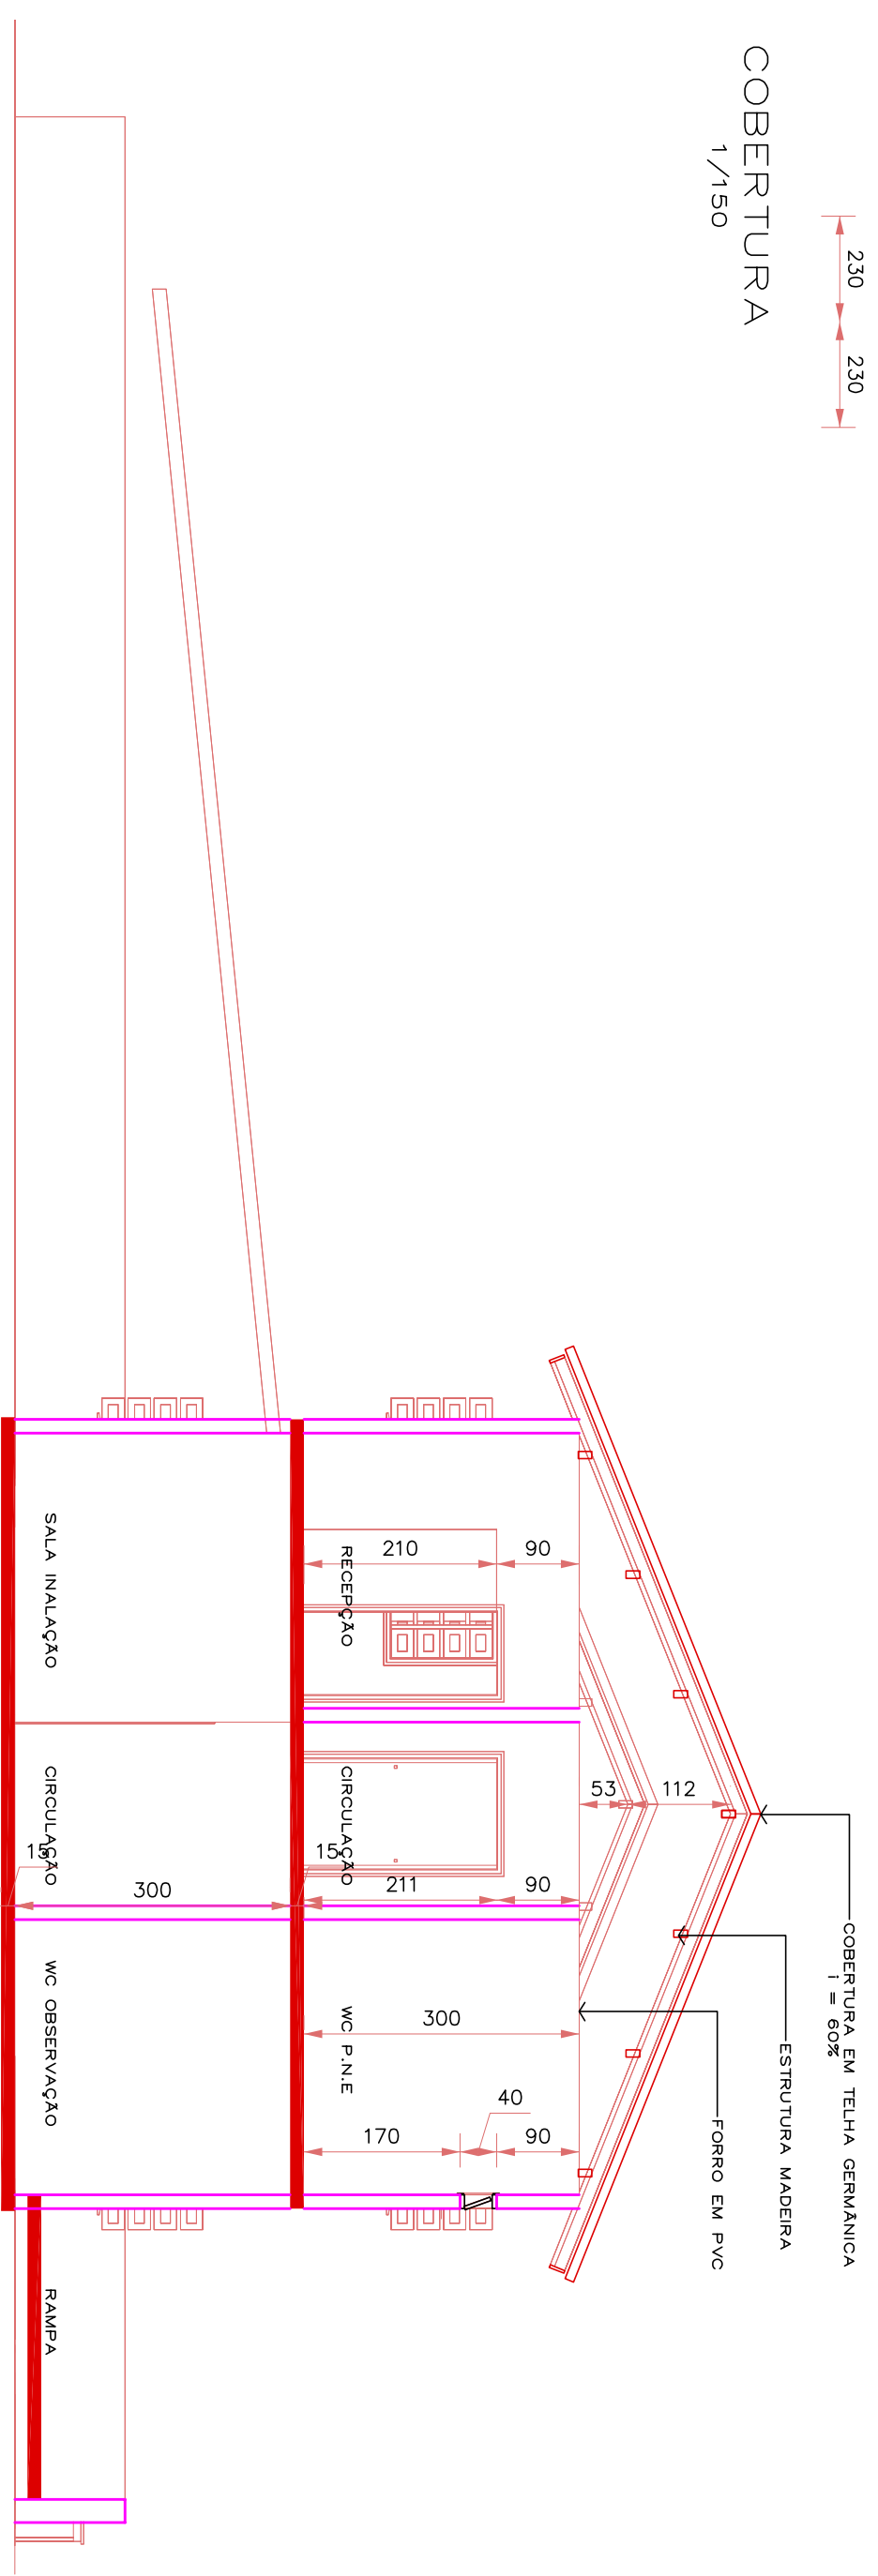 230
230
COBERTURA
1/150
COBERTURA EM TELHA GERMÂNICA
i = 60%
ESTRUTURA MADEIRA
FORRO EM PVC
112
53
90
210
RECEPÇÃO
90
211
CIRCULAÇÃO
15
300
WC P.N.E
90
40
170
SALA INALAÇÃO
CIRCULAÇÃO
15
300
WC OBSERVAÇÃO
RAMPA